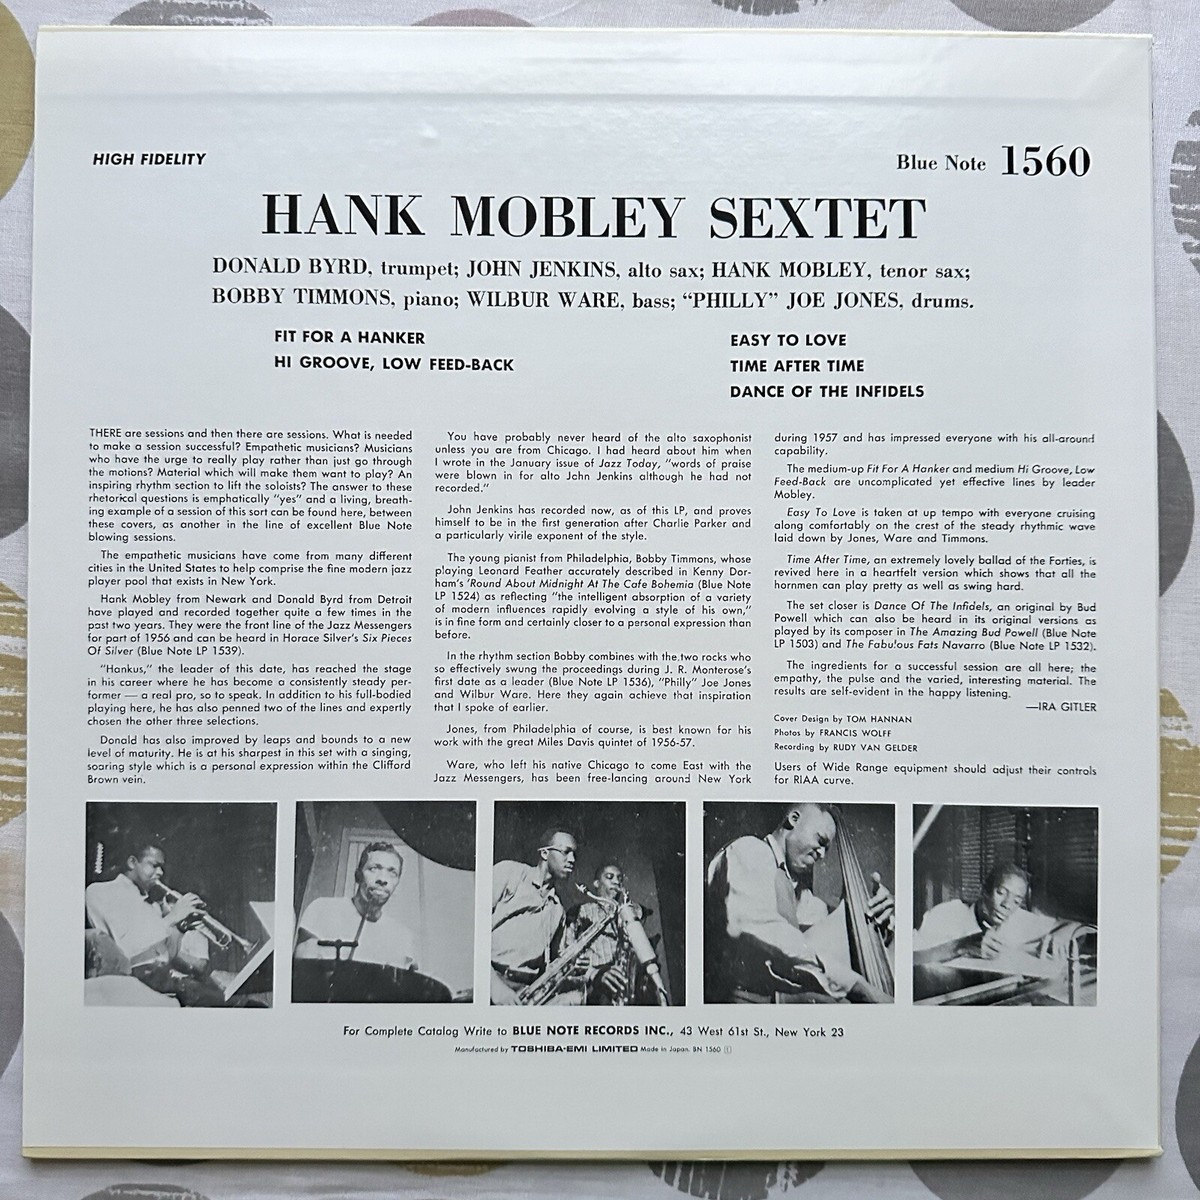 HIGH FIDELITY
Blue Note 1560
HANK MOBLEY SEXTET
DONALD BYRD, trumpet; JOHN JENKINS, alto sax; HANK MOBLEY, tenor sax;
BOBBY TIMMONS, piano; WILBUR WARE, bass; “PHILLY” JOE JONES, drums.
FIT FOR A HANKER
HI GROOVE, LOW FEED-BACK
EASY TO LOVE
TIME AFTER TIME
DANCE OF THE INFIDELS
THERE are sessions and then there are sessions. What is needed
to make a session successful? Empathetic musicians? Musicians
who have the urge to really play rather than just go through
the motions? Material which will make them want to play? An
inspiring rhythm section to lift the soloists? The answer to these
rhetorical questions is emphatically "yes" and a living, breath-
ing example of a session of this sort can be found here, between
these covers, as another in the line of excellent Blue Note
blowing sessions.
The empathetic musicians have come from many different
cities in the United States to help comprise the fine modern jazz
player pool that exists in New York.
Hank Mobley from Newark and Donald Byrd from Detroit
have played and recorded together quite a few times in the
past two years. They were the front line of the Jazz Messengers
for part of 1956 and can be heard in Horace Silver's Six Pieces
Of Silver (Blue Note LP 1539).
"Hankus," the leader of this date, has reached the stage
in his career where he has become a consistently steady per-
former — a real pro, so to speak. In addition to his full-bodied
playing here, he has also penned two of the lines and expertly
chosen the other three selections.
Donald has also improved by leaps and bounds to a new
level of maturity. He is at his sharpest in this set with a singing,
soaring style which is a personal expression within the Clifford
Brown vein.
You have probably never heard of the alto saxophonist
unless you are from Chicago. I had heard about him when
I wrote in the January issue of Jazz Today, "words of praise
were blown in for alto John Jenkins although he had not
recorded."
John Jenkins has recorded now, as of this LP, and proves
himself to be in the first generation after Charlie Parker and
a particularly virile exponent of the style.
The young pianist from Philadelphia, Bobby Timmons, whose
playing Leonard Feather accurately described in Kenny Dor-
ham's 'Round About Midnight At The Cafe Bohemia (Blue Note
LP 1524) as reflecting "the intelligent absorption of a variety
of modern influences rapidly evolving a style of his own,"
is in fine form and certainly closer to a personal expression than
before.
In the rhythm section Bobby combines with the two rocks who
so effectively swung the proceedings during J. R. Monterose's
first date as a leader (Blue Note LP 1536), "Philly" Joe Jones
and Wilbur Ware. Here they again achieve that inspiration
that I spoke of earlier.
Jones, from Philadelphia of course, is best known for his
work with the great Miles Davis quintet of 1956-57.
Ware, who left his native Chicago to come East with the
Jazz Messengers, has been free-lancing around New York
during 1957 and has impressed everyone with his all-around
capability.
The medium-up Fit For A Hanker and medium Hi Groove, Low
Feed-Back are uncomplicated yet effective lines by leader
Mobley.
Easy To Love is taken at up tempo with everyone cruising
along comfortably on the crest of the steady rhythmic wave
laid down by Jones, Ware and Timmons.
Time After Time, an extremely lovely ballad of the Forties, is
revived here in a heartfelt version which shows that all the
hornmen can play pretty as well as swing hard.
The set closer is Dance Of The Infidels, an original by Bud
Powell which can also be heard in its original versions as
played by its composer in The Amazing Bud Powell (Blue Note
LP 1503) and The Fabulous Fats Navarro (Blue Note LP 1532).
The ingredients for a successful session are all here; the
empathy, the pulse and the varied, interesting material. The
results are self-evident in the happy listening.
—IRA GITLER
Cover Design by TOM HANNAN
Photos by FRANCIS WOLFF
Recording by RUDY VAN GELDER
Users of Wide Range equipment should adjust their controls
for RIAA curve.
For Complete Catalog Write to BLUE NOTE RECORDS INC., 43 West 61st St., New York 23
Manufactured by TOSHIBA-EMI LIMITED Made in Japan. BN 1560 Ⓨ